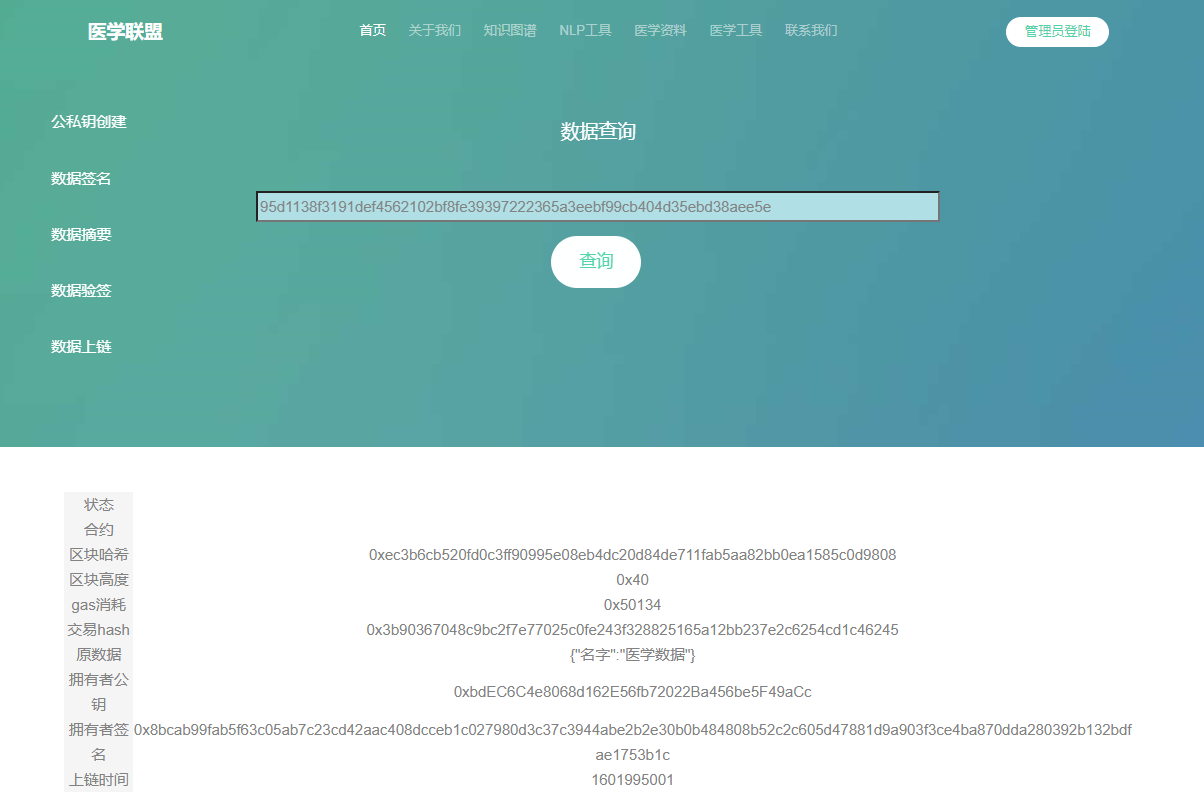 医学联盟
首页 关于我们 知识图谱 NLP工具 医学资料 医学工具 联系我们
管理员登陆
公私钥创建
数据签名
数据摘要
数据验签
数据上链
数据查询
95d1138f3191def4562102bf8fe39397222365a3eebf99cb404d35ebd38aee5e
查询
状态
合约
区块哈希 0xec3b6cb520fd0c3ff90995e08eb4dc20d84de711fab5aa82bb0ea1585c0d9808
区块高度 0x40
gas消耗 0x50134
交易hash 0x3b90367048c9bc2f7e77025c0fe243f328825165a12bb237e2c6254cd1c46245
原数据 {"名字":"医学数据"}
拥有者公
钥
0xbdEC6C4e8068d162E56fb72022Ba456be5F49aCc
拥有者签 0x8bcab99fab5f63c05ab7c23cd42aac408dcceb1c027980d3c37c3944abe2b2e30b0b484808b52c2c605d47881d9a903f3ce4ba870dda280392b132bdf
名 ae1753b1c
上链时间 1601995001